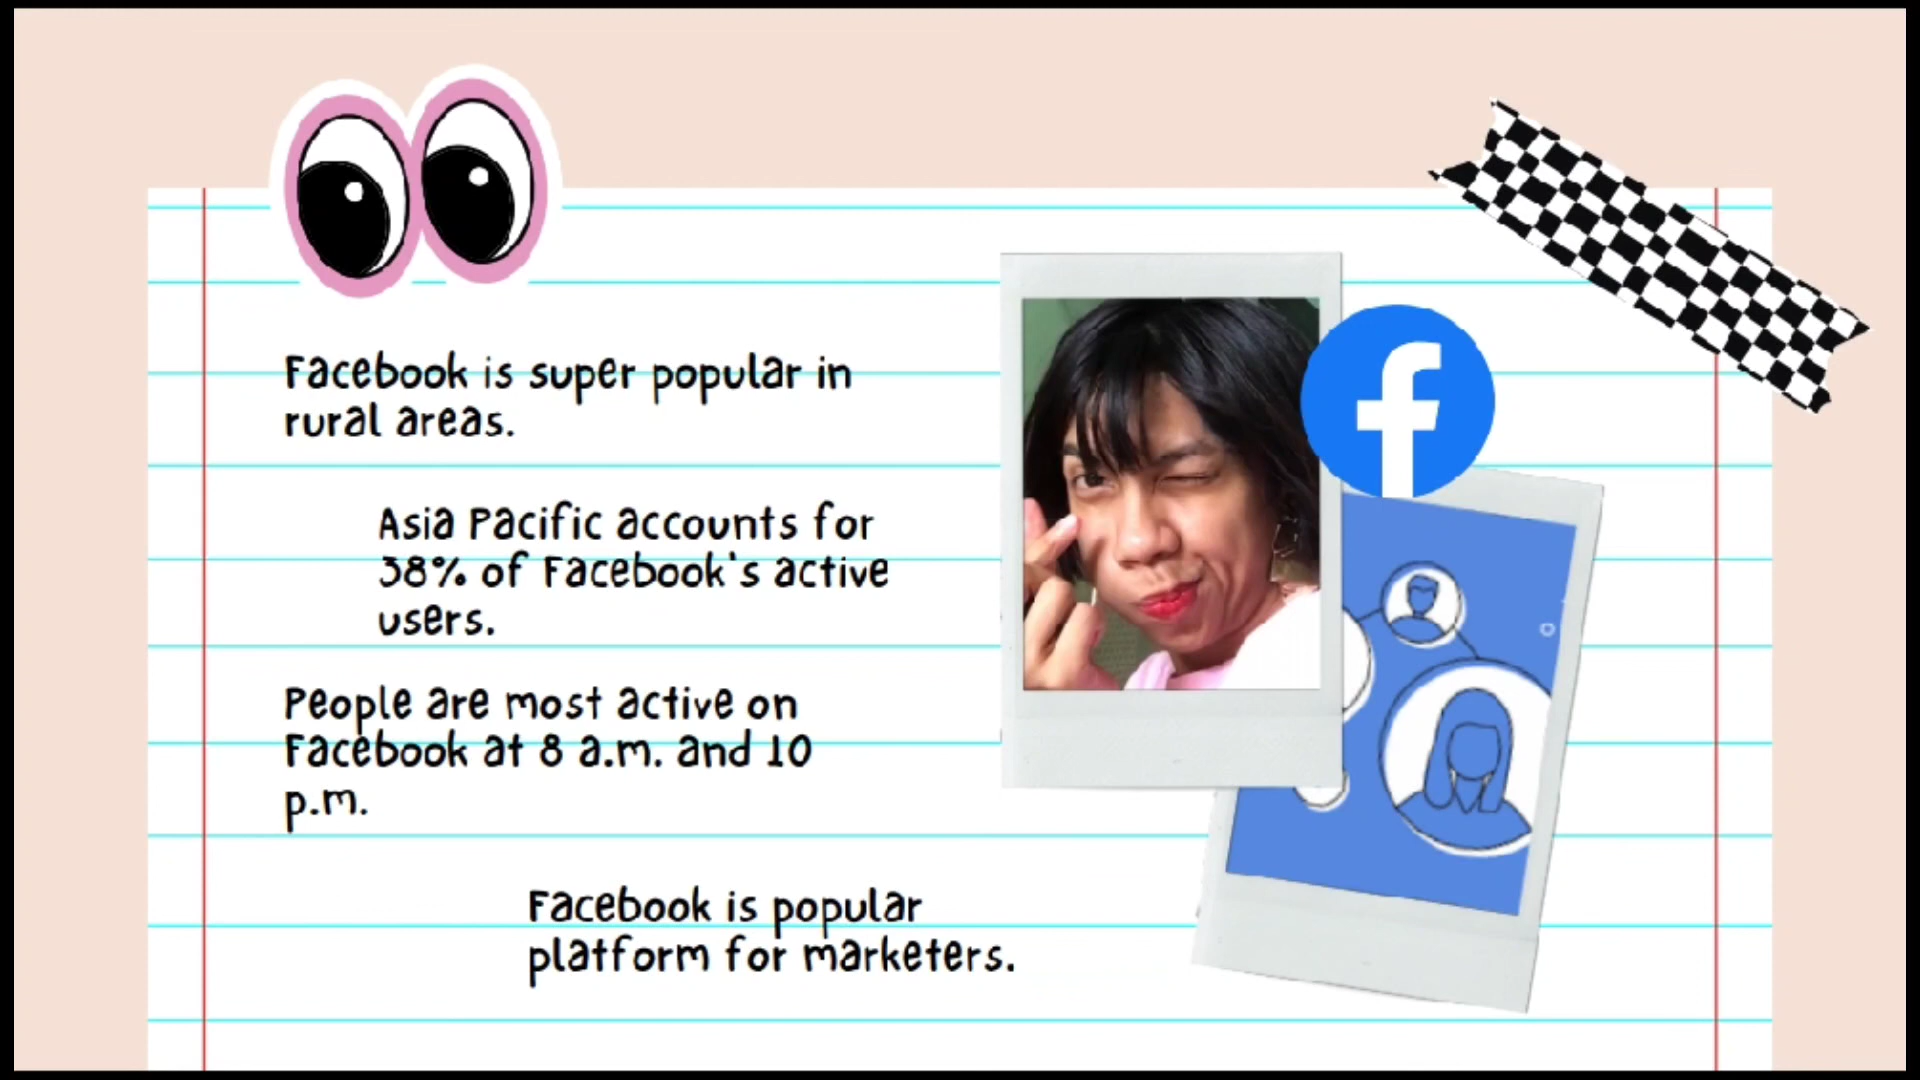 Facebook is super popular in
rural areas.
Asia Pacific accounts for
38% of Facebook's active
users.
People are most active on
Facebook at 8 a.m. and 10
p.m.
Facebook is popular
platform for marketers.